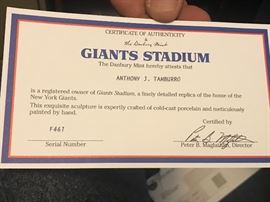 CERTIFICATE OF AUTHENTICITY
the Danbury Mint
GIANTS STADIUM
The Danbury Mint hereby attests that
ANTHONY J. TAMBURRO
is a registered owner of Giants Stadium, a finely detailed replica of the home of the
New York Giants.
This exquisite sculpture is expertly crafted of cold-cast porcelain and meticulously
painted by hand.
F461
Serial Number
Certified by
Peter B. Maglathlin, Director